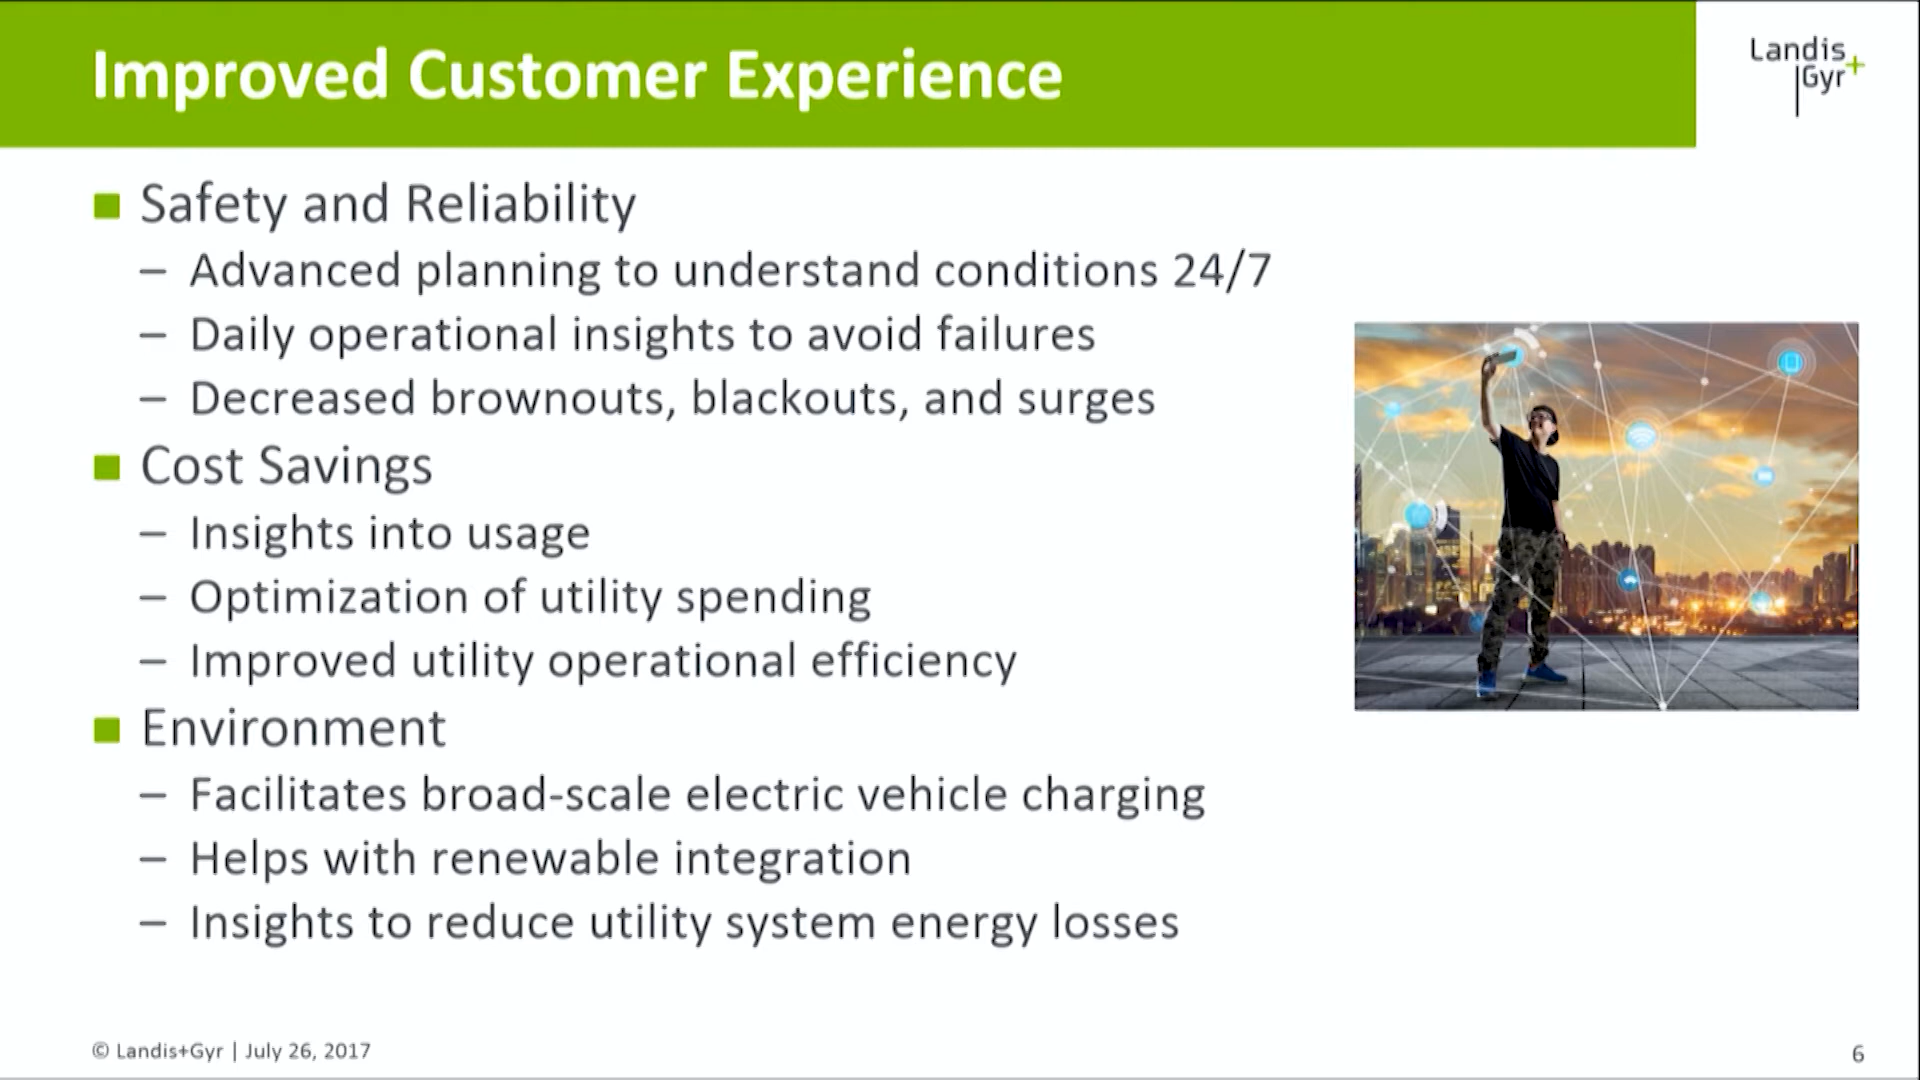 Improved Customer Experience
Landis
Gyr+
■ Safety and Reliability
– Advanced planning to understand conditions 24/7
– Daily operational insights to avoid failures
– Decreased brownouts, blackouts, and surges
■ Cost Savings
– Insights into usage
– Optimization of utility spending
– Improved utility operational efficiency
■ Environment
– Facilitates broad-scale electric vehicle charging
– Helps with renewable integration
– Insights to reduce utility system energy losses
© Landis+Gyr | July 26, 2017
6